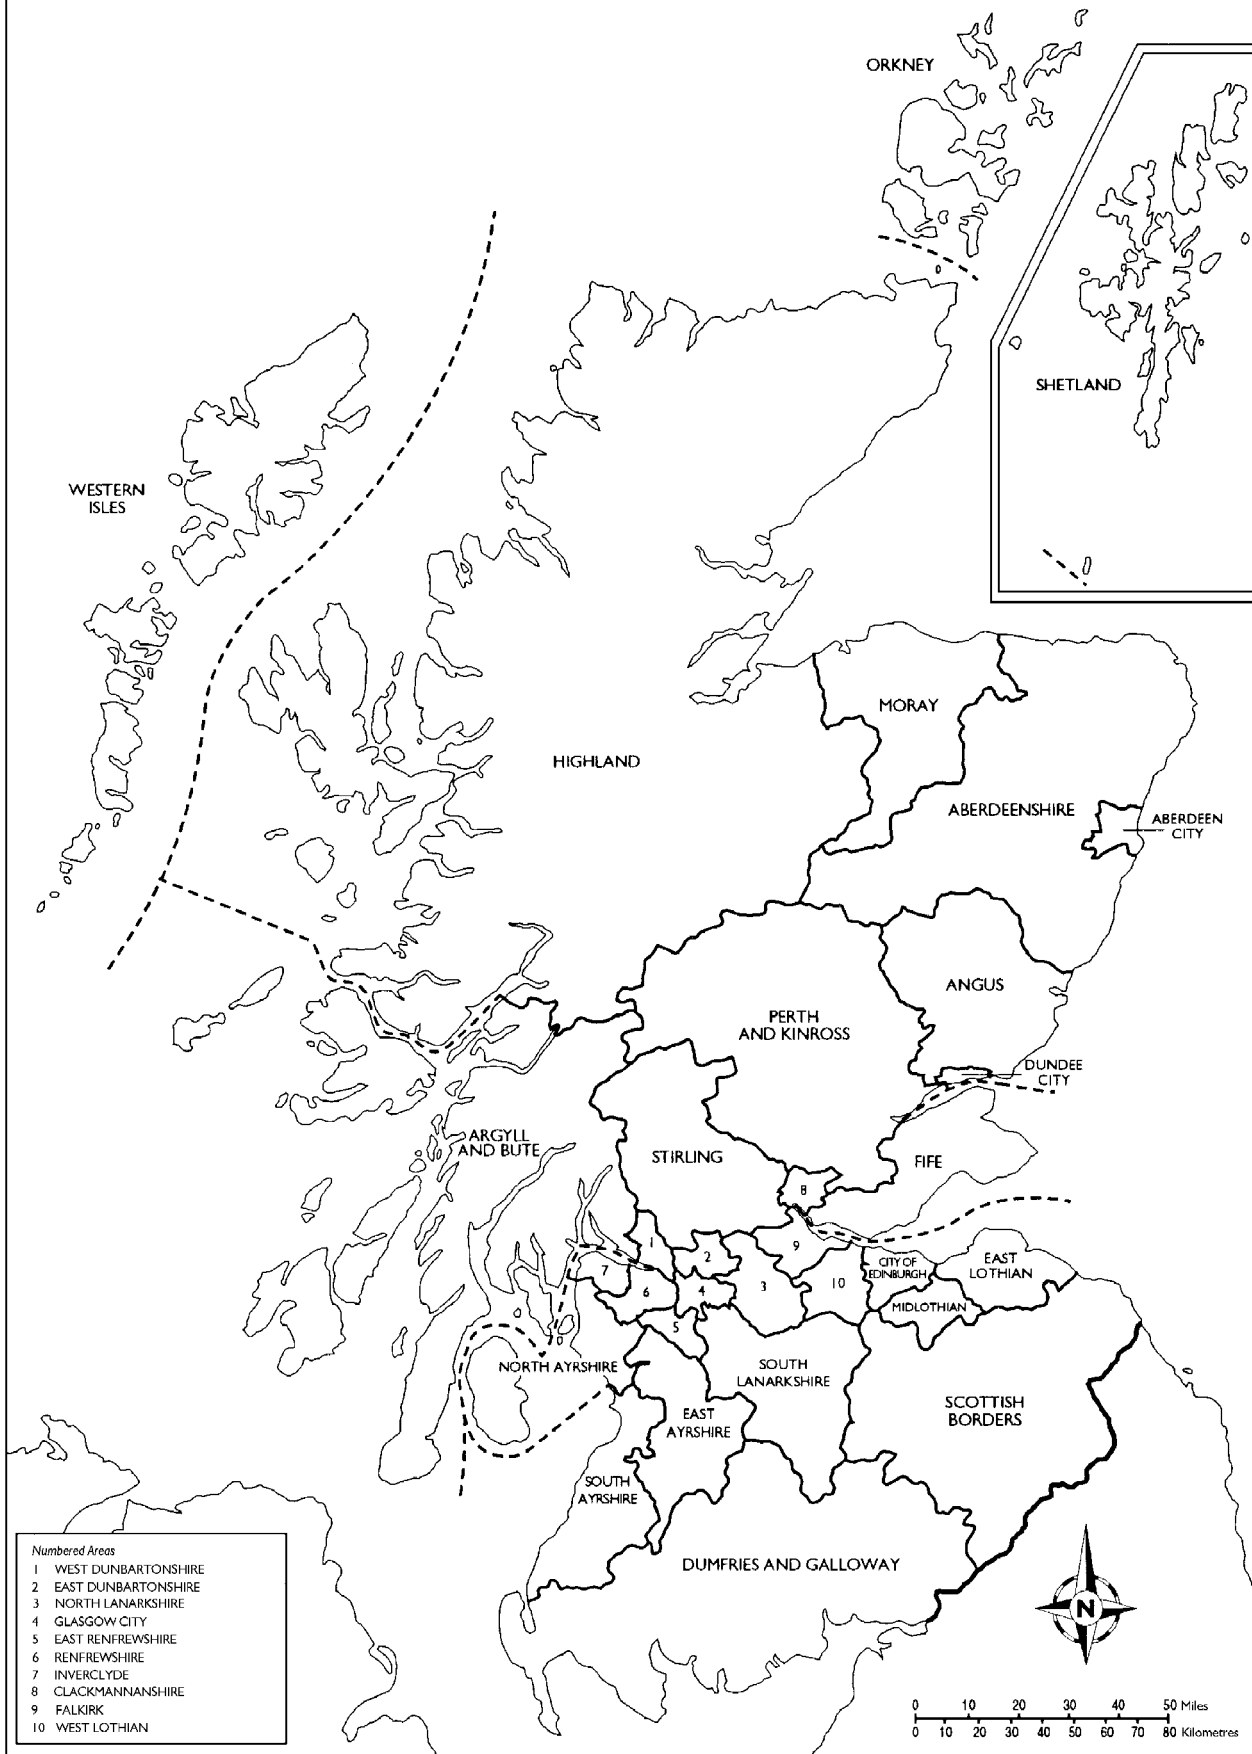 ORKNEY
SHETLAND
WESTERN
ISLES
MORAY
HIGHLAND
ABERDEENSHIRE
ABERDEEN
CITY
ANGUS
PERTH
AND KINROSS
DUNDEE
CITY
ARGYLL
AND BUTE
STIRLING
FIFE
8
1
2
9
CITY OF
EDINBURGH
EAST
LOTHIAN
7
6
4
3
10
MIDLOTHIAN
5
NORTH AYRSHIRE
SOUTH
LANARKSHIRE
SCOTTISH
BORDERS
EAST
AYRSHIRE
SOUTH
AYRSHIRE
DUMFRIES AND GALLOWAY
N
Numbered Areas
1 WEST DUNBARTONSHIRE
2 EAST DUNBARTONSHIRE
3 NORTH LANARKSHIRE
4 GLASGOW CITY
5 EAST RENFREWSHIRE
6 RENFREWSHIRE
7 INVERCLYDE
8 CLACKMANNANSHIRE
9 FALKIRK
10 WEST LOTHIAN
0 10 20 30 40 50 Miles
0 10 20 30 40 50 60 70 80 Kilometres